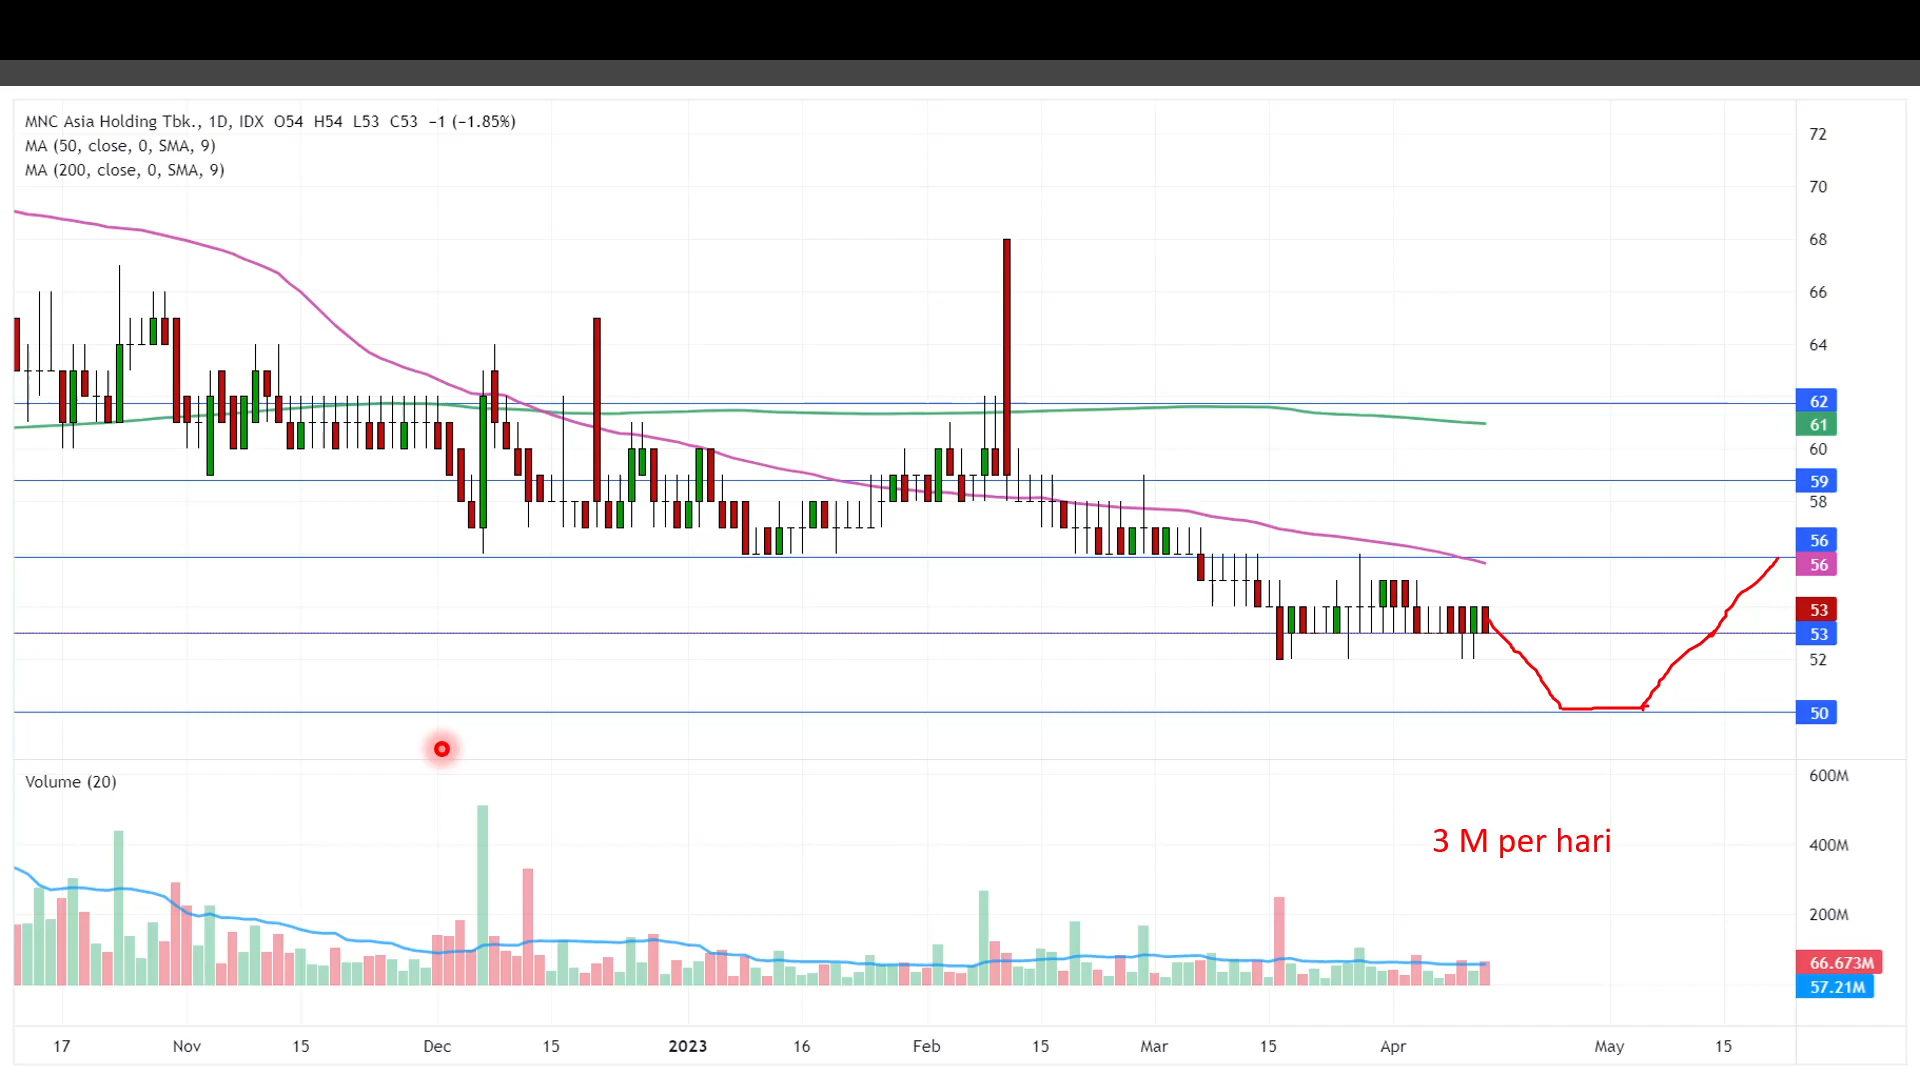 MNC Asia Holding Tbk., 1D, IDX O54 H54 L53 C53 −1 (−1.85%)
MA (50, close, 0, SMA, 9)
MA (200, close, 0, SMA, 9)
72
70
68
66
64
62
61
60
59
58
56
56
53
53
52
50
Volume (20)
600M
3 M per hari
400M
200M
66.673M
57.21M
17 Nov 15 Dec 15 2023 16 Feb 15 Mar 15 Apr May 15